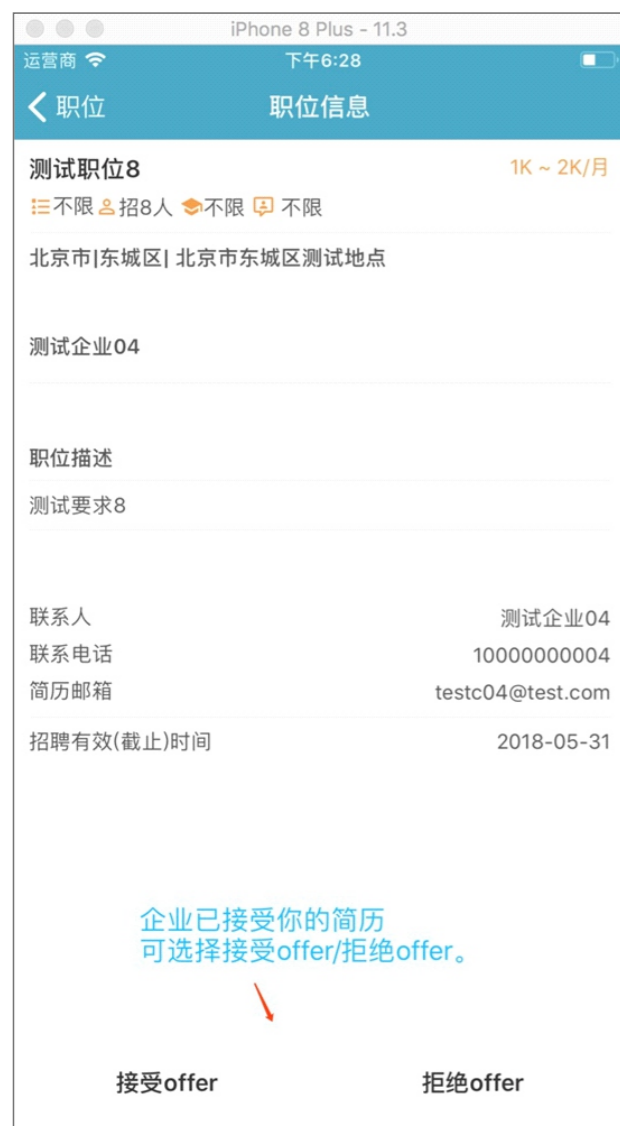 iPhone 8 Plus - 11.3
运营商 下午6:28
职位 职位信息
测试职位8 1K ~ 2K/月
不限 招8人 不限 不限
北京市|东城区| 北京市东城区测试地点
测试企业04
职位描述
测试要求8
联系人 测试企业04
联系电话 10000000004
简历邮箱 testc04@test.com
招聘有效(截止)时间 2018-05-31
企业已接受你的简历
可选择接受offer/拒绝offer。
接受offer 拒绝offer